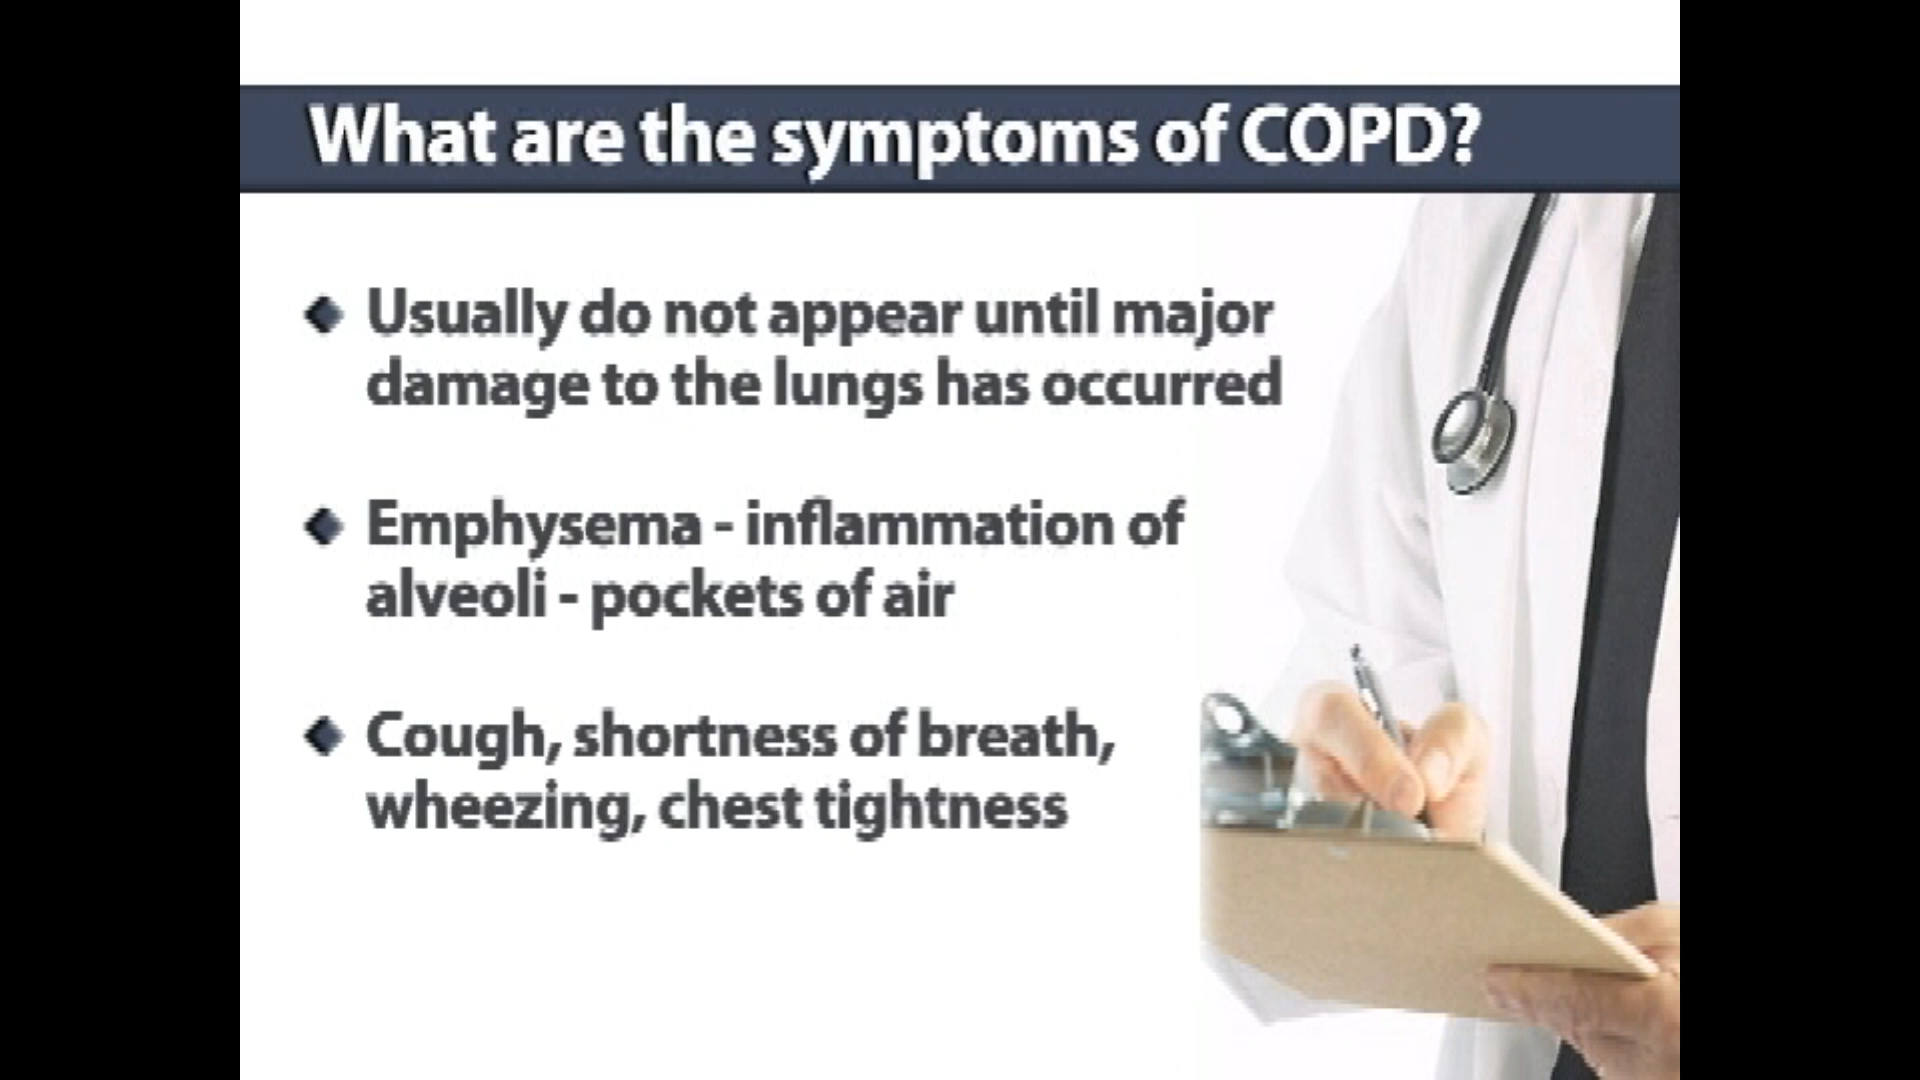 What are the symptoms of COPD?
Usually do not appear until major
damage to the lungs has occurred
Emphysema - inflammation of
alveoli - pockets of air
Cough, shortness of breath,
wheezing, chest tightness